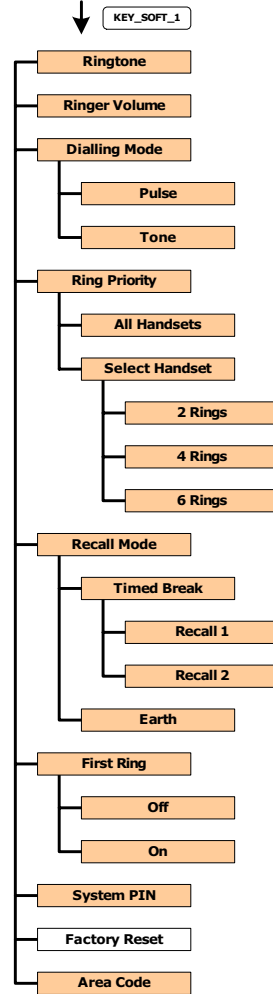 KEY_SOFT_1
Ringtone
Ringer Volume
Dialling Mode
Pulse
Tone
Ring Priority
All Handsets
Select Handset
2 Rings
4 Rings
6 Rings
Recall Mode
Timed Break
Recall 1
Recall 2
Earth
First Ring
Off
On
System PIN
Factory Reset
Area Code